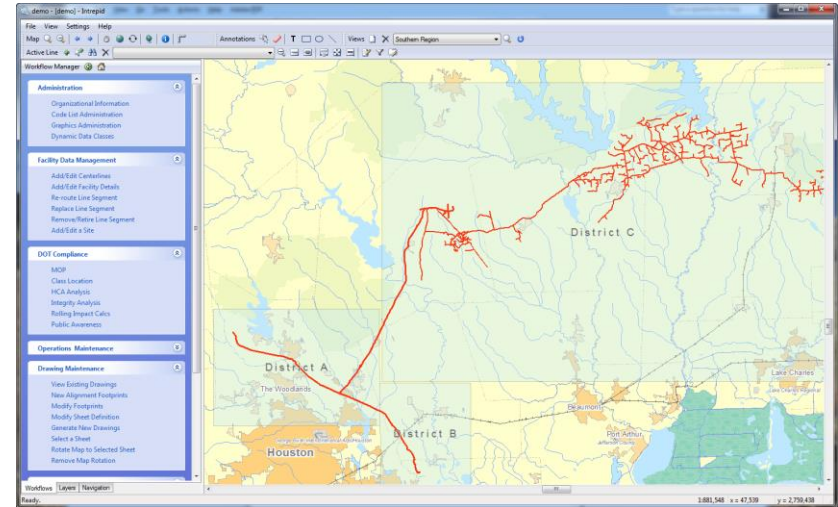 demo - [demo] - Intrepid
File View Settings Help
Map Annotations T Views Southern Region
Active Line
Workflow Manager
Administration
Organizational Information
Code List Administration
Graphics Administration
Dynamic Data Classes
Facility Data Management
Add/Edit Centerlines
Add/Edit Facility Details
Re-route Line Segment
Replace Line Segment
Remove/Retire Line Segment
Add/Edit a Site
DOT Compliance
MOP
Class Location
HCA Analysis
Integrity Analysis
Rolling Impact Calcs
Public Awareness
Operations Maintenance
Drawing Maintenance
View Existing Drawings
New Alignment Footprints
Modify Footprints
Modify Sheet Definition
Generate New Drawings
Select a Sheet
Rotate Map to Selected Sheet
Remove Map Rotation
Workflows Layers Navigation
Ready.
District C
District A
The Woodlands
Lake Charles
Lake Charles Regional
Beaumont
District B
Port Arthur
Houston
1:681,548 x = 47,539 y = 2,759,438